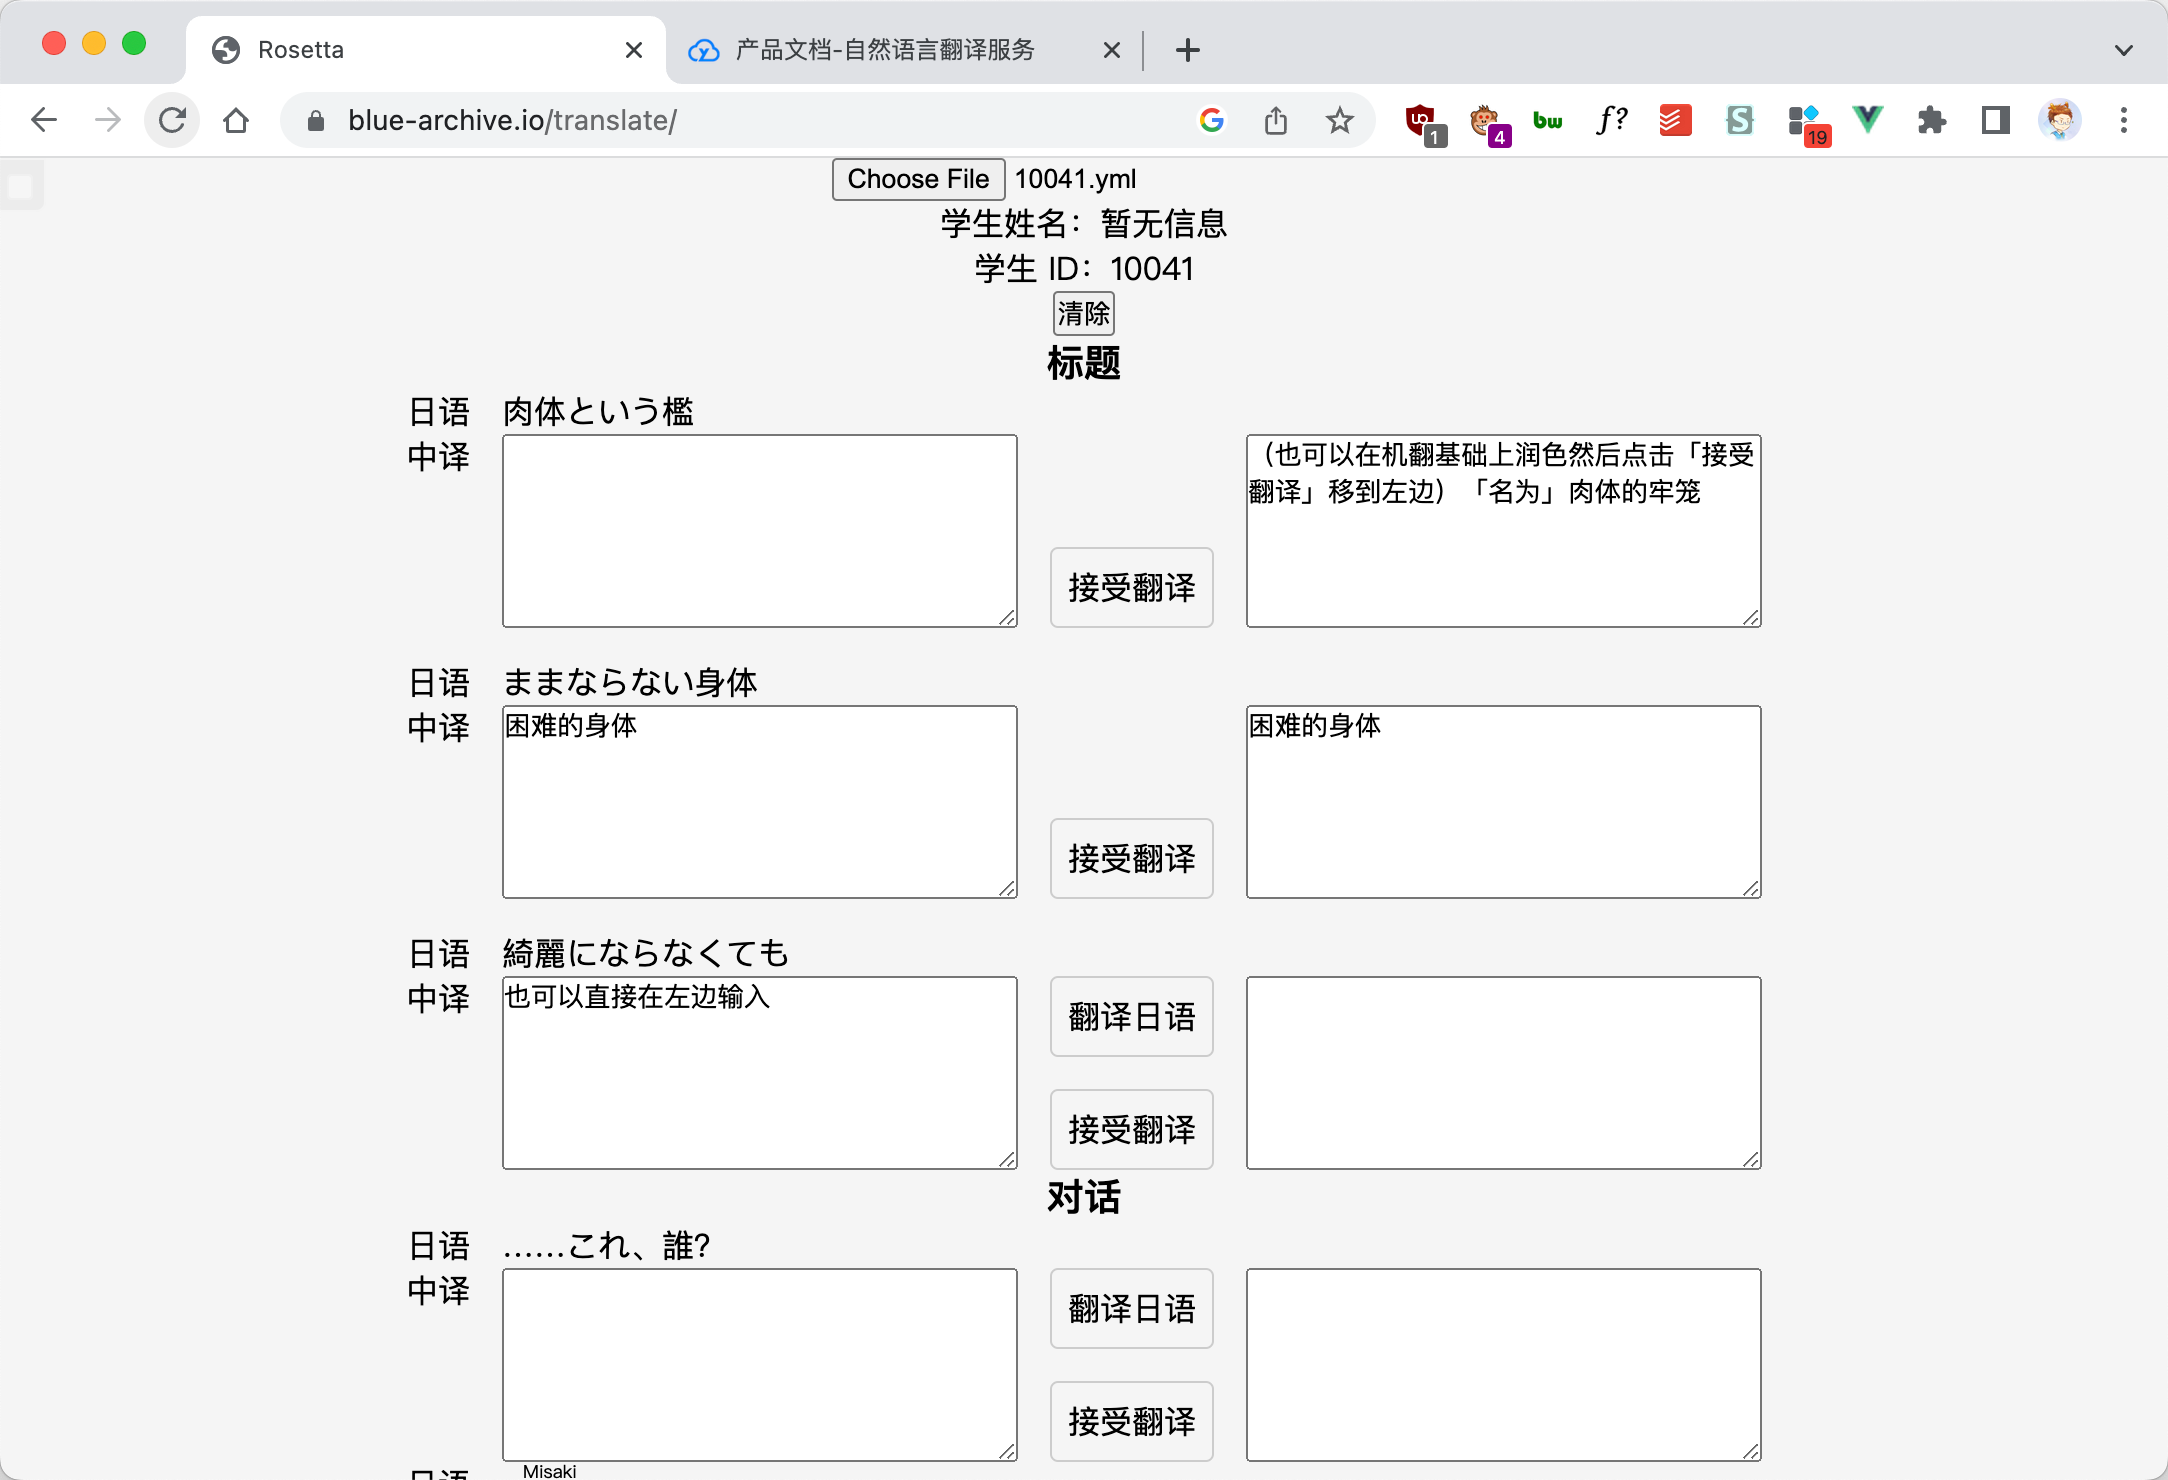 Rosetta
产品文档-自然语言翻译服务
blue-archive.io/translate/
1
4
bw
f?
S
19
Choose File 10041.yml
学生姓名：暂无信息
学生 ID：10041
清除
标题
日语 肉体という檻
中译
（也可以在机翻基础上润色然后点击「接受
翻译」移到左边）「名为」肉体的牢笼
接受翻译
日语 ままならない身体
中译 困难的身体
困难的身体
接受翻译
日语 綺麗にならなくても
中译 也可以直接在左边输入
翻译日语
接受翻译
对话
日语 ……これ、誰?
中译
翻译日语
接受翻译
日语 Misaki